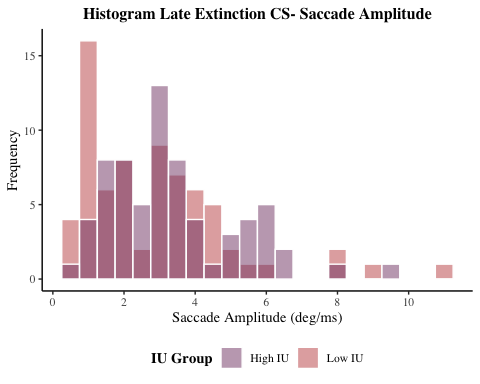 Histogram Late Extinction CS- Saccade Amplitude
Frequency
15
10
5
0
0 2 4 6 8 10
Saccade Amplitude (deg/ms)
IU Group High IU Low IU